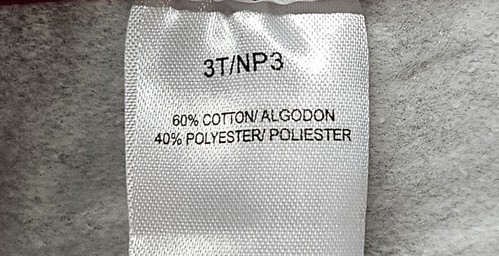 3T/NP3
60% COTTON/ ALGODON
40% POLYESTER/ POLIESTER